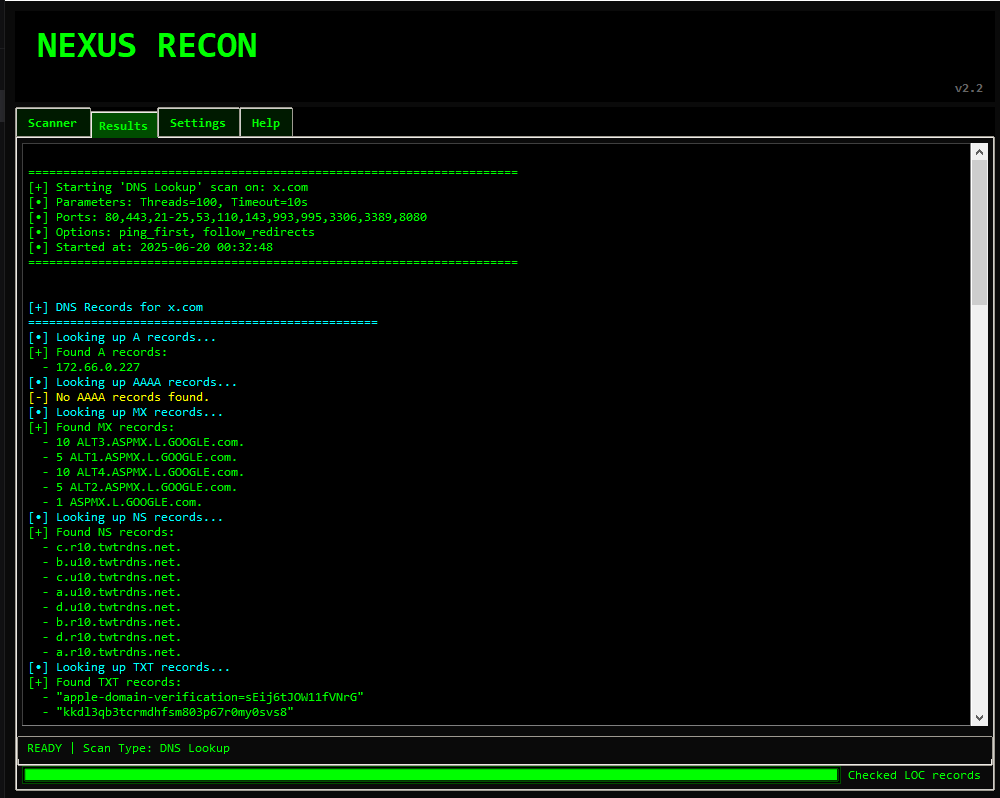 NEXUS RECON
v2.2
Scanner Results Settings Help
======================================================================
[+] Starting 'DNS Lookup' scan on: x.com
[•] Parameters: Threads=100, Timeout=10s
[•] Ports: 80,443,21-25,53,110,143,993,995,3306,3389,8080
[•] Options: ping_first, follow_redirects
[•] Started at: 2025-06-20 00:32:48
======================================================================
[+] DNS Records for x.com
==================================================
[•] Looking up A records...
[+] Found A records:
- 172.66.0.227
[•] Looking up AAAA records...
[-] No AAAA records found.
[•] Looking up MX records...
[+] Found MX records:
- 10 ALT3.ASPMX.L.GOOGLE.com.
- 5 ALT1.ASPMX.L.GOOGLE.com.
- 10 ALT4.ASPMX.L.GOOGLE.com.
- 5 ALT2.ASPMX.L.GOOGLE.com.
- 1 ASPMX.L.GOOGLE.com.
[•] Looking up NS records...
[+] Found NS records:
- c.r10.twtrdns.net.
- b.u10.twtrdns.net.
- c.u10.twtrdns.net.
- a.u10.twtrdns.net.
- d.u10.twtrdns.net.
- b.r10.twtrdns.net.
- d.r10.twtrdns.net.
- a.r10.twtrdns.net.
[•] Looking up TXT records...
[+] Found TXT records:
- "apple-domain-verification=sEij6tJOW11fVNrG"
- "kkdl3qb3tcrmdhfsm803p67r0my0svs8"
READY | Scan Type: DNS Lookup
Checked LOC records